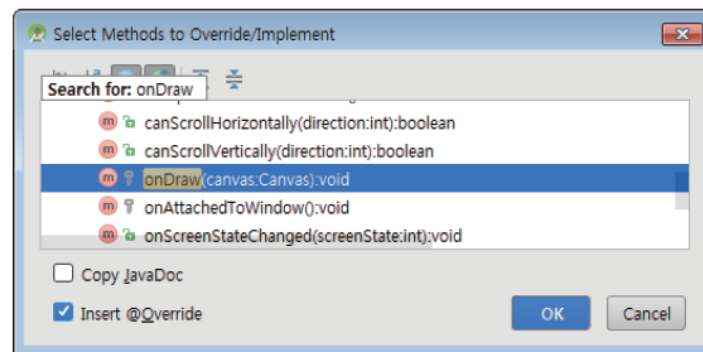 Select Methods to Override/Implement
Search for: onDraw
canScrollHorizontally(direction:int):boolean
canScrollVertically(direction:int):boolean
onDraw(canvas:Canvas):void
onAttachedToWindow():void
onScreenStateChanged(screenState:int):void
Copy JavaDoc
Insert @Override
OK Cancel